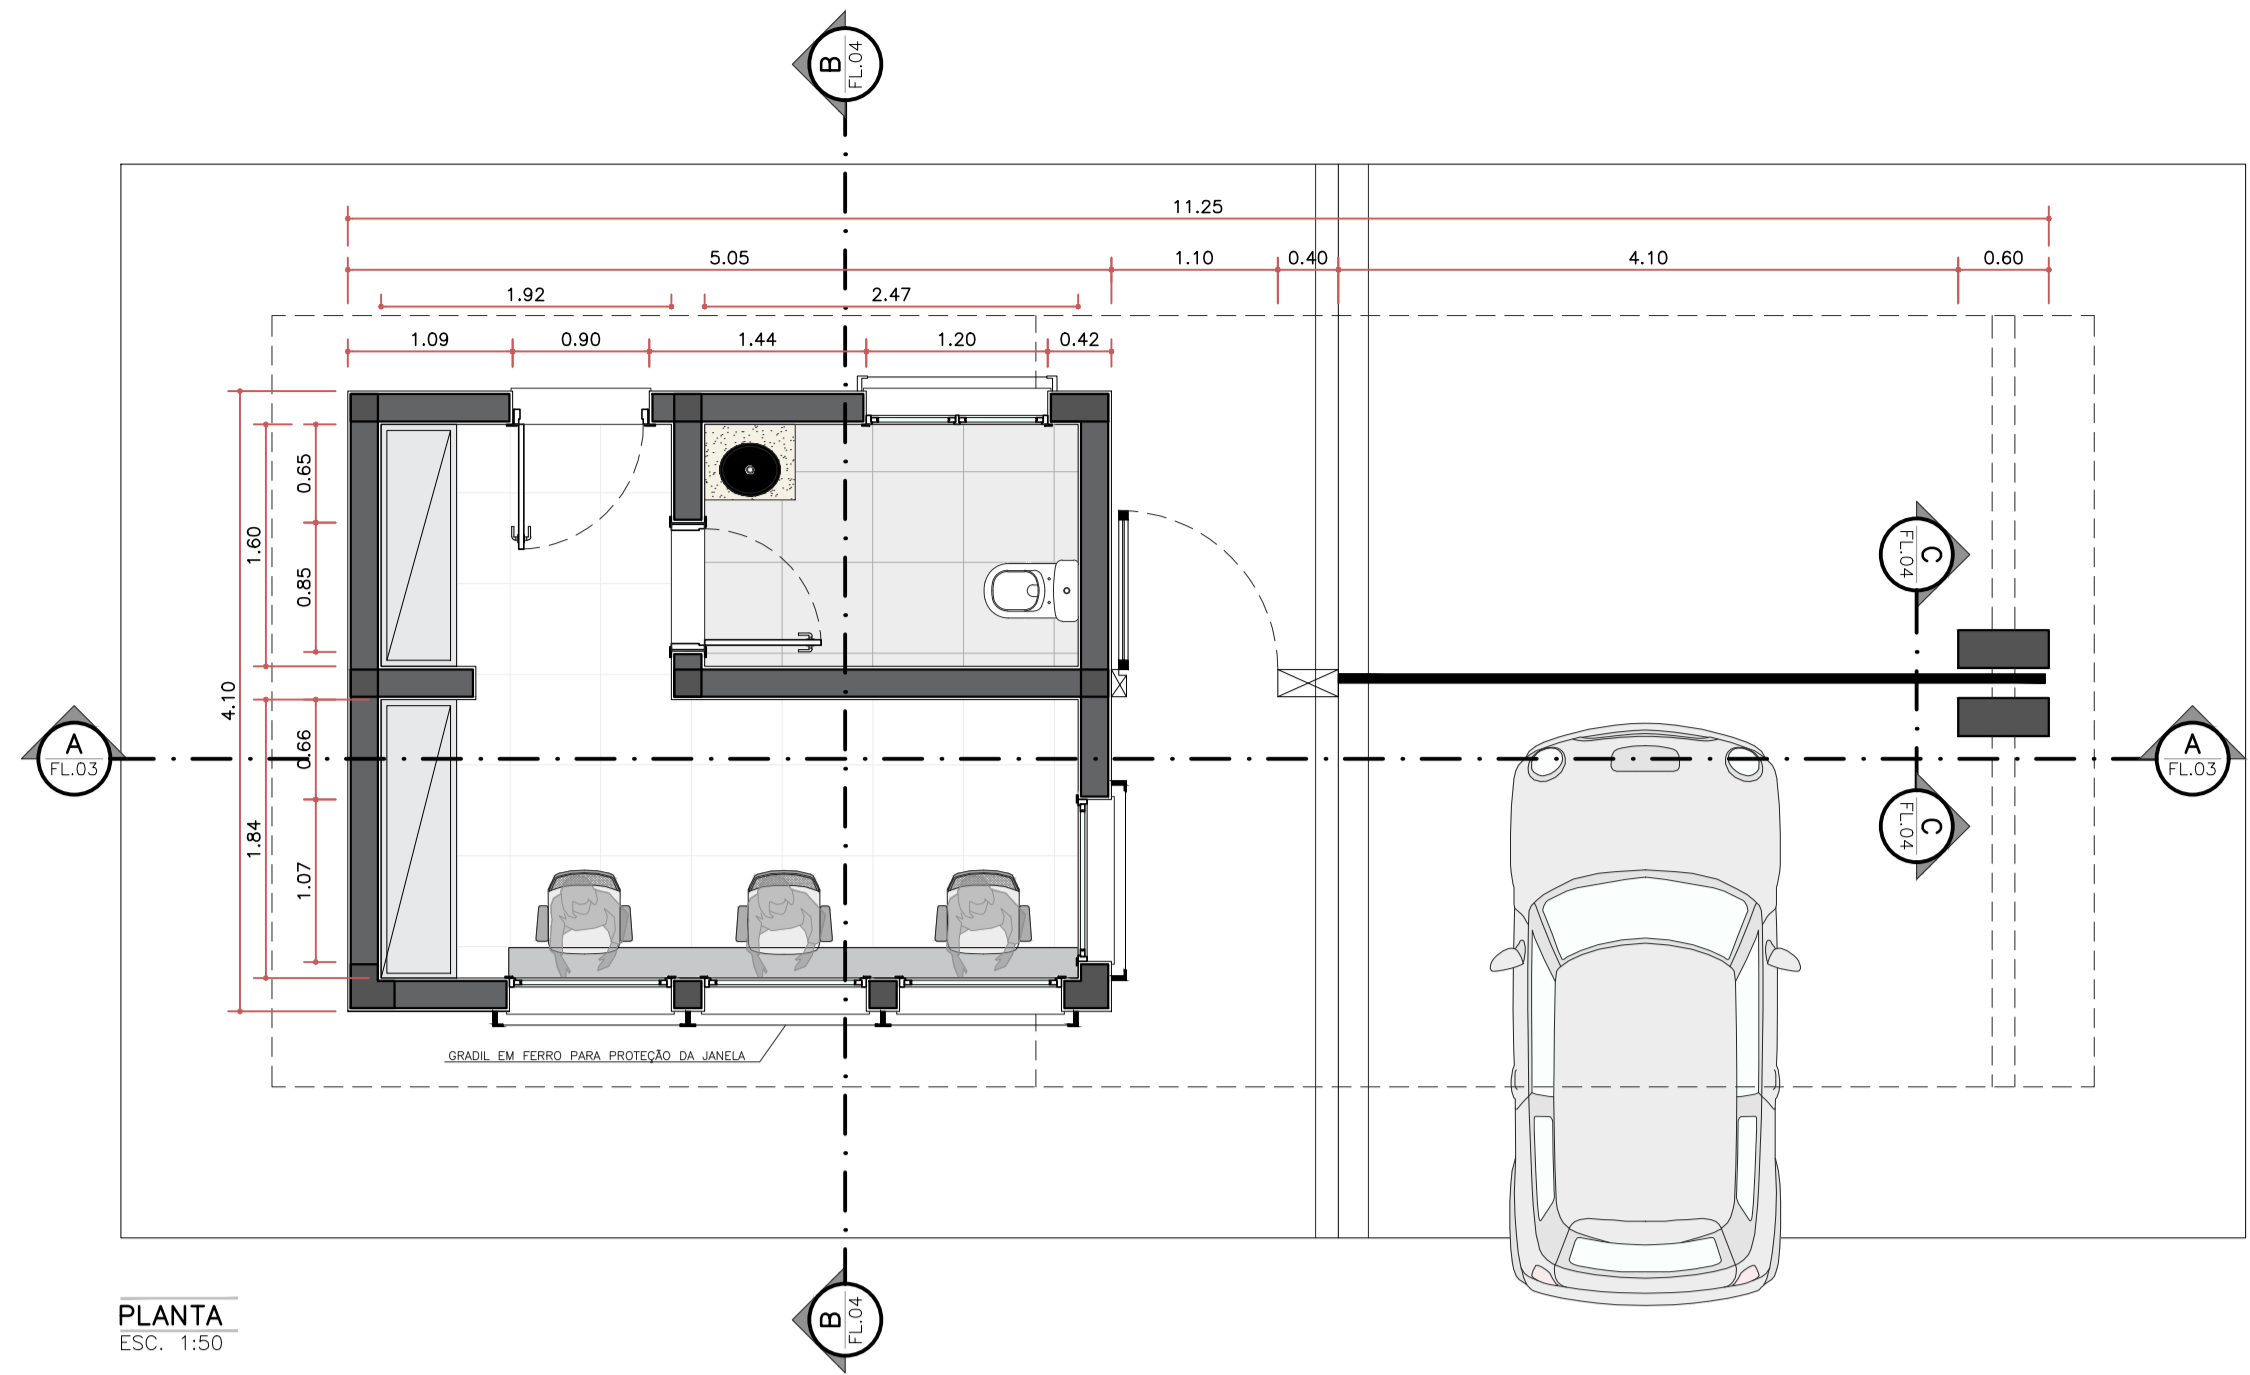 B
FL.04
11.25
5.05
1.10
0.40
4.10
0.60
1.92
2.47
1.09
0.90
1.44
1.20
0.42
0.65
1.60
0.85
4.10
0.66
1.84
1.07
C
FL.04
A
FL.03
A
FL.03
C
FL.04
GRADIL EM FERRO PARA PROTEÇÃO DA JANELA
B
FL.04
PLANTA
ESC. 1:50